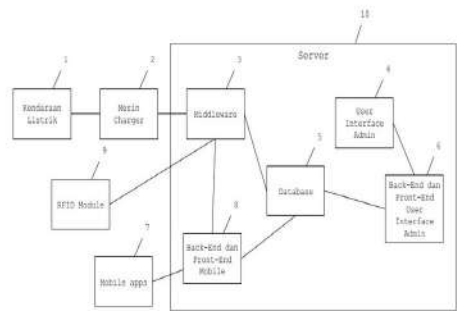 10
Server
1
2
3
4
Kendaraan
Listrik
Mesin
Charger
Middleware
User
Interface
Admin
5
6
9
Database
Back-End dan
Front-End
User
Interface
Admin
RFID Module
8
7
Back-End dan
Front-End
Mobile
Mobile apps